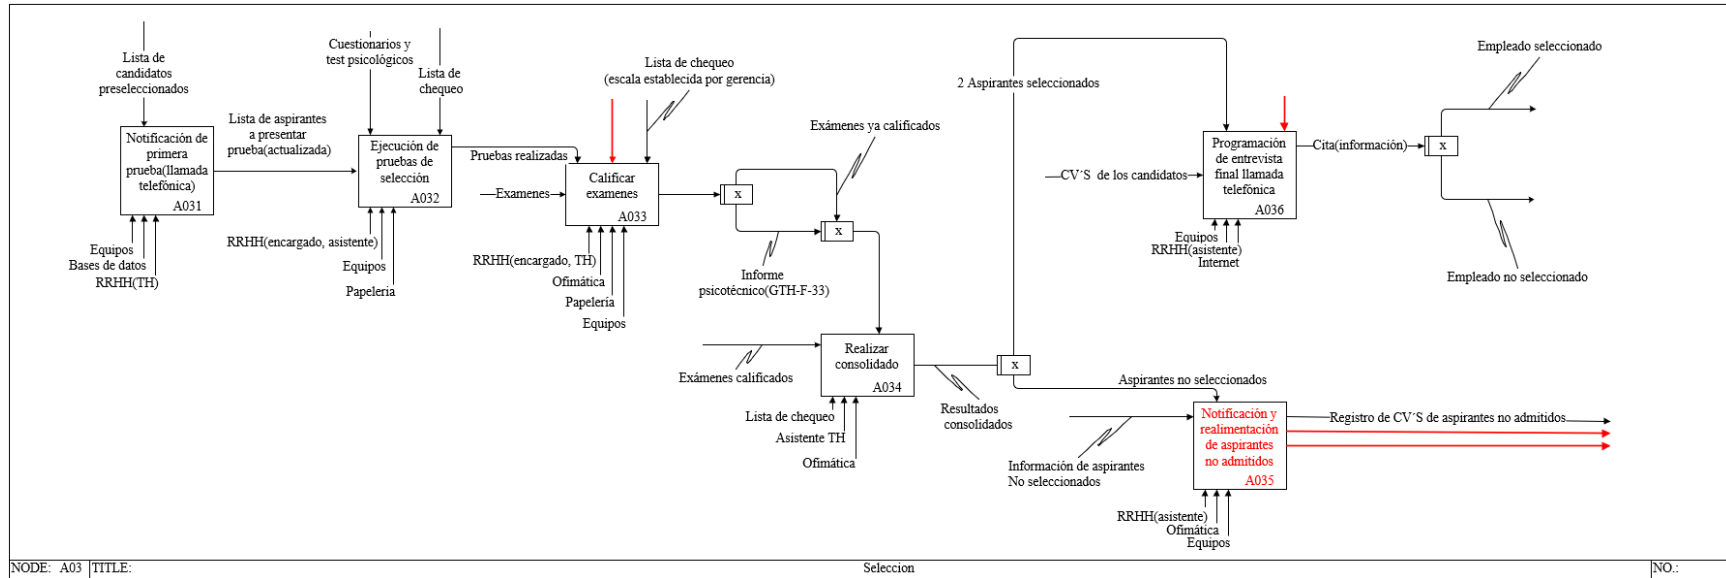 Lista de
candidatos
preseleccionados
Notificación de
primera
prueba(llamada
telefónica)
A031
Equipos
Bases de datos
RRHH(TH)
Lista de aspirantes
a presentar
prueba(actualizada)
Cuestionarios y
test psicológicos
Lista de
chequeo
Ejecución de
pruebas de
selección
A032
RRHH(encargado, asistente)
Equipos
Papeleria
Pruebas realizadas
Examenes
Lista de chequeo
(escala establecida por gerencia)
Calificar
examenes
A033
RRHH(encargado, TH)
Ofimática
Papelería
Equipos
x
Exámenes ya calificados
x
Informe
psicotécnico(GTH-F-33)
Exámenes calificados
Realizar
consolidado
A034
Lista de chequeo
Asistente TH
Ofimática
Resultados
consolidados
x
2 Aspirantes seleccionados
CV´S de los candidatos
Programación
de entrevista
final llamada
telefónica
A036
Equipos
RRHH(asistente)
Internet
Cita(información)
x
Empleado seleccionado
Empleado no seleccionado
Aspirantes no seleccionados
Información de aspirantes
No seleccionados
Notificación y
realimentación
de aspirantes
no admitidos
A035
RRHH(asistente)
Ofimática
Equipos
Registro de CV´S de aspirantes no admitidos
NODE: A03
TITLE:
Seleccion
NO.: